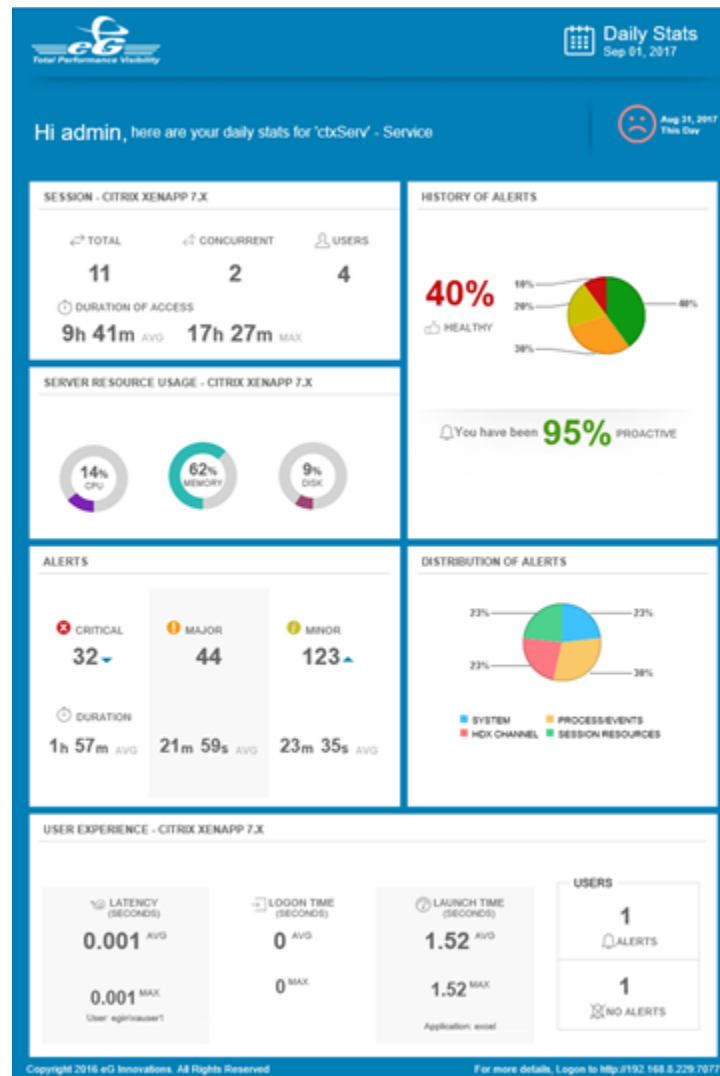 eG
Total Performance Visibility
Daily Stats
Sep 01, 2017
Hi admin, here are your daily stats for 'ctxServ' - Service
Aug 31, 2017
This Day
SESSION - CITRIX XENAPP 7.X
TOTAL CONCURRENT USERS
11 2 4
DURATION OF ACCESS
9h 41m AVG 17h 27m MAX
HISTORY OF ALERTS
40%
HEALTHY
10%
20%
30%
40%
You have been 95% PROACTIVE
SERVER RESOURCE USAGE - CITRIX XENAPP 7.X
14%
CPU
62%
MEMORY
9%
DISK
ALERTS
CRITICAL MAJOR MINOR
32 44 123
DURATION
1h 57m AVG 21m 59s AVG 23m 35s AVG
DISTRIBUTION OF ALERTS
23% 23%
23% 30%
SYSTEM PROCESS/EVENTS
HDX CHANNEL SESSION RESOURCES
USER EXPERIENCE - CITRIX XENAPP 7.X
LATENCY
(SECONDS)
0.001 AVG
0.001 MAX
LOGON TIME
(SECONDS)
0 AVG
0 MAX
LAUNCH TIME
(SECONDS)
1.52 AVG
1.52 MAX
Application: excel
USERS
1
ALERTS
1
NO ALERTS
Copyright 2016 eG Innovations. All Rights Reserved
For more details, Logon to http://192.168.8.229:7077